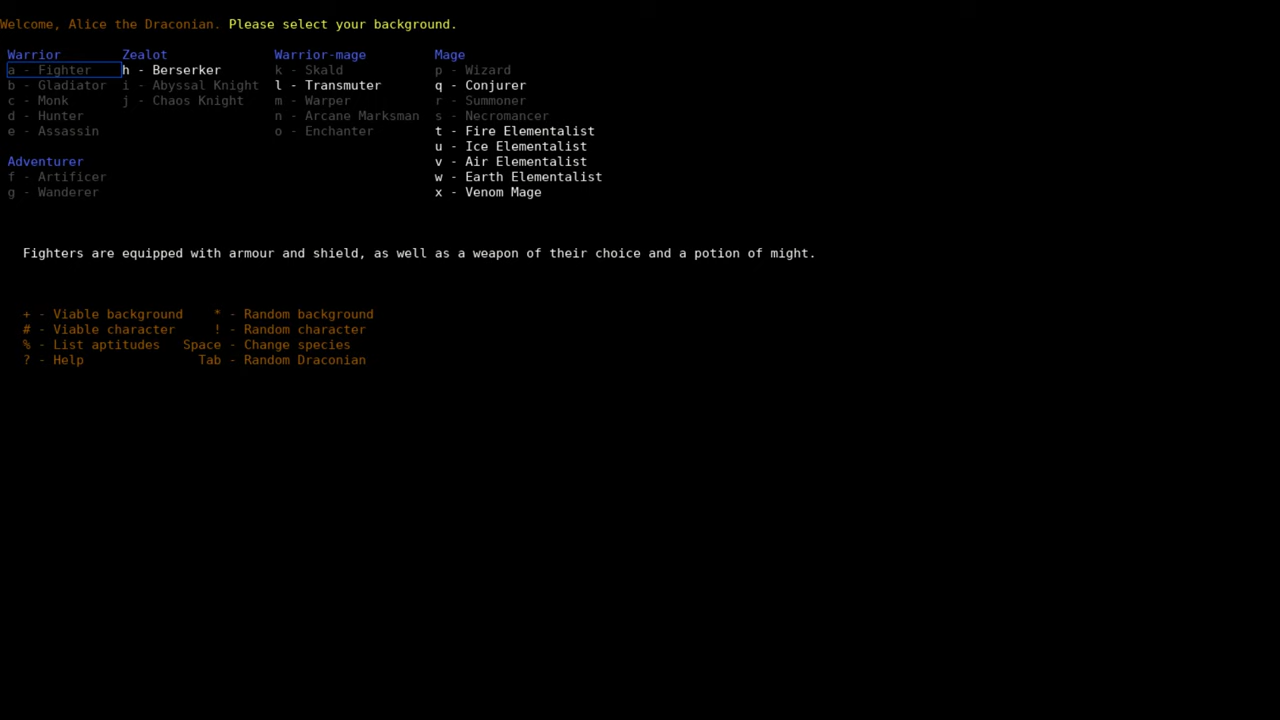 Welcome, Alice the Draconian. Please select your background.
Warrior Zealot Warrior-mage Mage
a - Fighter h - Berserker k - Skald p - Wizard
b - Gladiator i - Abyssal Knight l - Transmuter q - Conjurer
c - Monk j - Chaos Knight m - Warper r - Summoner
d - Hunter n - Arcane Marksman s - Necromancer
e - Assassin o - Enchanter t - Fire Elementalist
u - Ice Elementalist
Adventurer v - Air Elementalist
f - Artificer w - Earth Elementalist
g - Wanderer x - Venom Mage
Fighters are equipped with armour and shield, as well as a weapon of their choice and a potion of might.
+ - Viable background * - Random background
# - Viable character ! - Random character
% - List aptitudes Space - Change species
? - Help Tab - Random Draconian